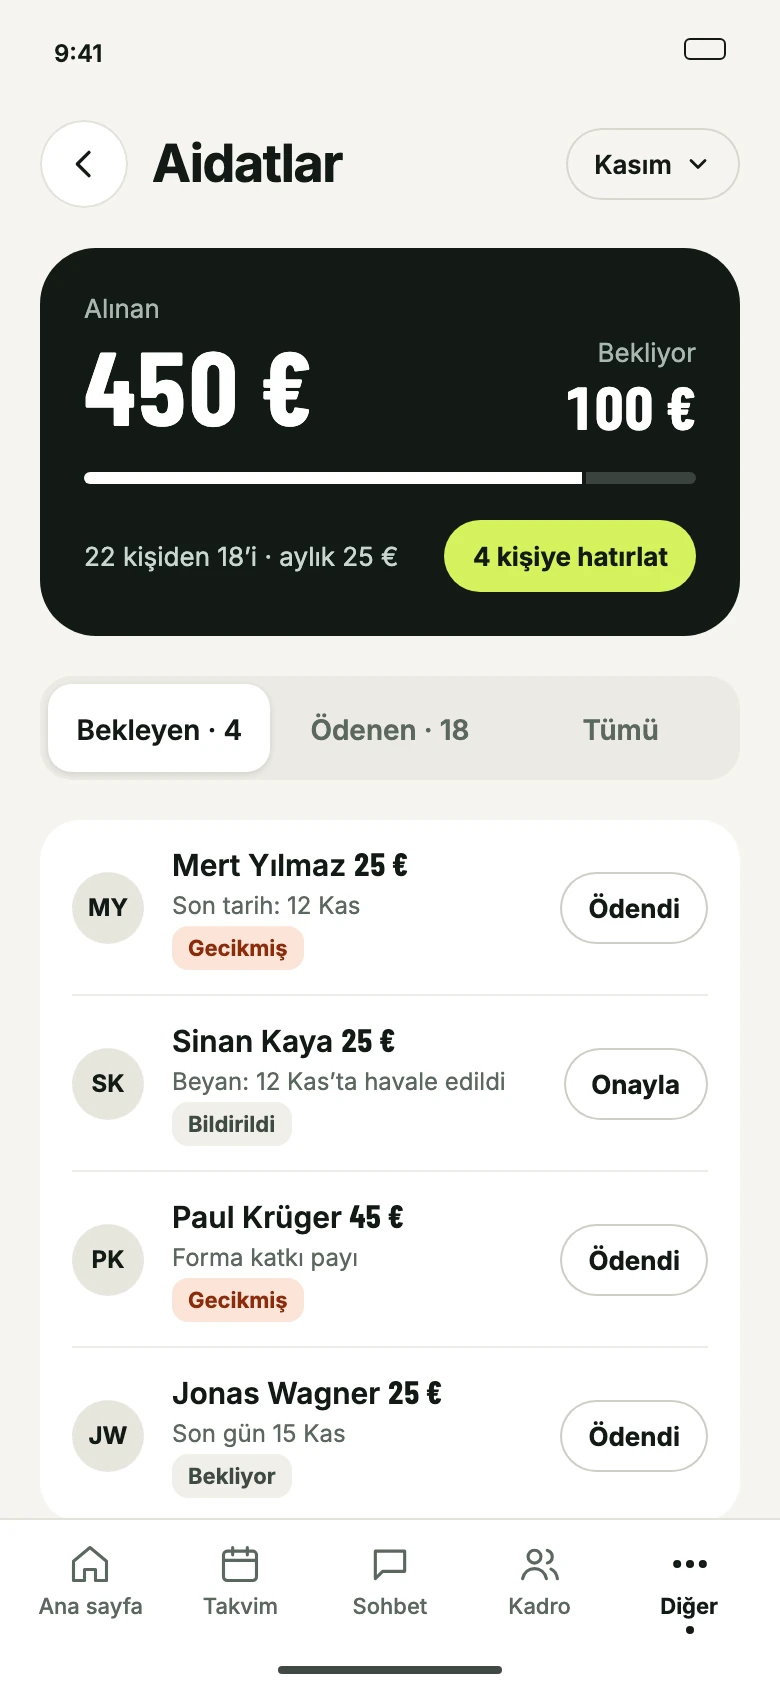 9:41
Aidatlar
Kasım
Alınan
450 €
Bekliyor
100 €
22 kişiden 18’i · aylık 25 €
4 kişiye hatırlat
Bekleyen · 4
Ödenen · 18
Tümü
MY
Mert Yılmaz 25 €
Son tarih: 12 Kas
Gecikmiş
Ödendi
SK
Sinan Kaya 25 €
Beyan: 12 Kas’ta havale edildi
Bildirildi
Onayla
PK
Paul Krüger 45 €
Forma katkı payı
Gecikmiş
Ödendi
JW
Jonas Wagner 25 €
Son gün 15 Kas
Bekliyor
Ödendi
Ana sayfa
Takvim
Sohbet
Kadro
Diğer